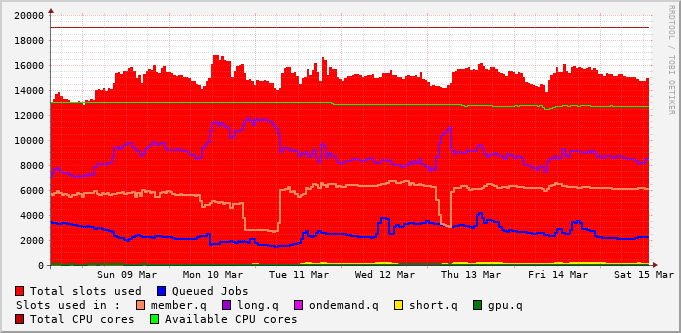 20000
18000
16000
14000
12000
10000
8000
6000
4000
2000
0
Sun 09 Mar Mon 10 Mar Tue 11 Mar Wed 12 Mar Thu 13 Mar Fri 14 Mar Sat 15 Mar
RRDTOOL / TOBI OETIKER
Total slots used Queued Jobs
Slots used in : member.q long.q ondemand.q short.q gpu.q
Total CPU cores Available CPU cores